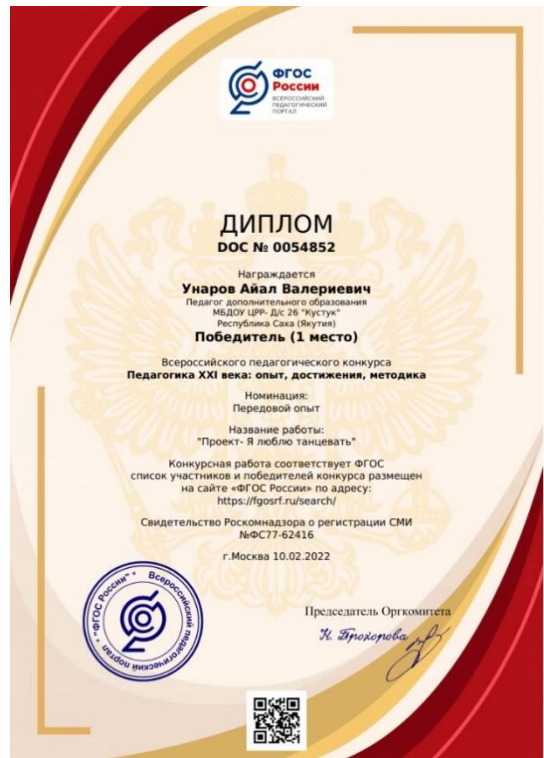 ФГОС
России
ВСЕРОССИЙСКИЙ
ПЕДАГОГИЧЕСКИЙ
ПОРТАЛ
ДИПЛОМ
DOC № 0054852
Награждается
Унаров Айал Валериевич
Педагог дополнительного образования
МБДОУ ЦРР- Д/с 26 "Кустук"
Республика Саха (Якутия)
Победитель (1 место)
Всероссийского педагогического конкурса
Педагогика XXI века: опыт, достижения, методика
Номинация:
Передовой опыт
Название работы:
"Проект- Я люблю танцевать"
Конкурсная работа соответствует ФГОС
список участников и победителей конкурса размещен
на сайте «ФГОС России» по адресу:
https://fgosrf.ru/search/
Свидетельство Роскомнадзора о регистрации СМИ
№ФС77-62416
г.Москва 10.02.2022
Председатель Оргкомитета
Н. Прохорова
Всероссийский педагогический портал • "ФГОС России" •